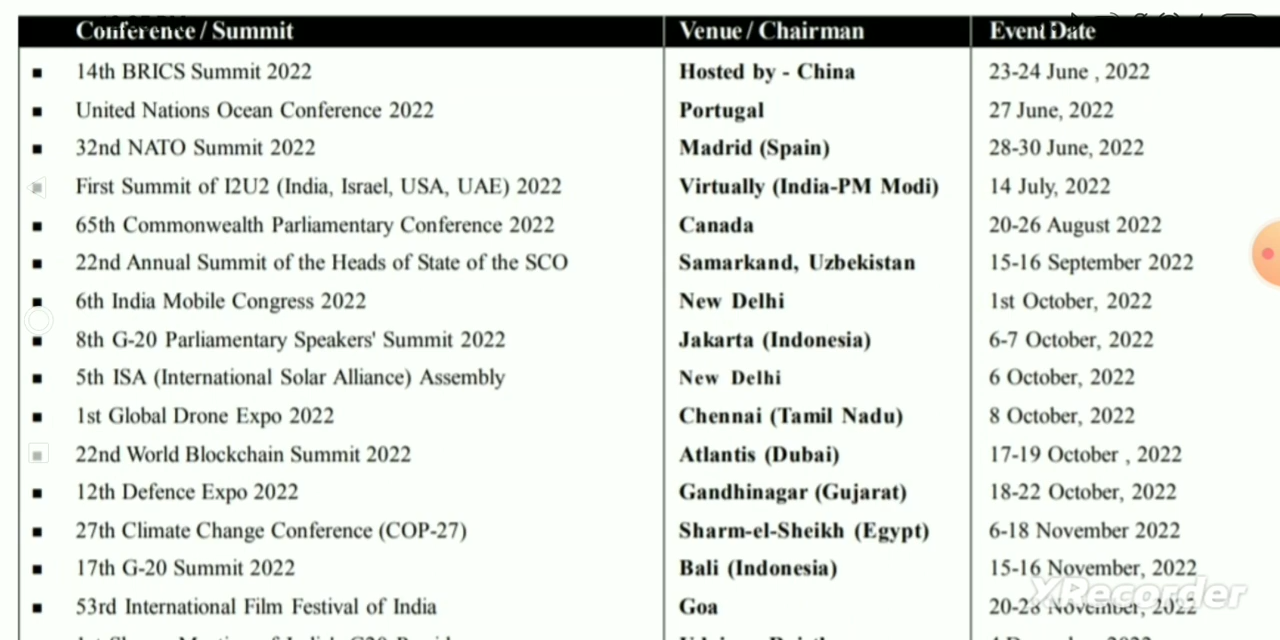 Conference / Summit Venue / Chairman Event Date
14th BRICS Summit 2022 Hosted by - China 23-24 June , 2022
United Nations Ocean Conference 2022 Portugal 27 June, 2022
32nd NATO Summit 2022 Madrid (Spain) 28-30 June, 2022
First Summit of I2U2 (India, Israel, USA, UAE) 2022 Virtually (India-PM Modi) 14 July, 2022
65th Commonwealth Parliamentary Conference 2022 Canada 20-26 August 2022
22nd Annual Summit of the Heads of State of the SCO Samarkand, Uzbekistan 15-16 September 2022
6th India Mobile Congress 2022 New Delhi 1st October, 2022
8th G-20 Parliamentary Speakers' Summit 2022 Jakarta (Indonesia) 6-7 October, 2022
5th ISA (International Solar Alliance) Assembly New Delhi 6 October, 2022
1st Global Drone Expo 2022 Chennai (Tamil Nadu) 8 October, 2022
22nd World Blockchain Summit 2022 Atlantis (Dubai) 17-19 October , 2022
12th Defence Expo 2022 Gandhinagar (Gujarat) 18-22 October, 2022
27th Climate Change Conference (COP-27) Sharm-el-Sheikh (Egypt) 6-18 November 2022
17th G-20 Summit 2022 Bali (Indonesia) 15-16 November, 2022
XRecorder
53rd International Film Festival of India Goa 20-28 November, 2022